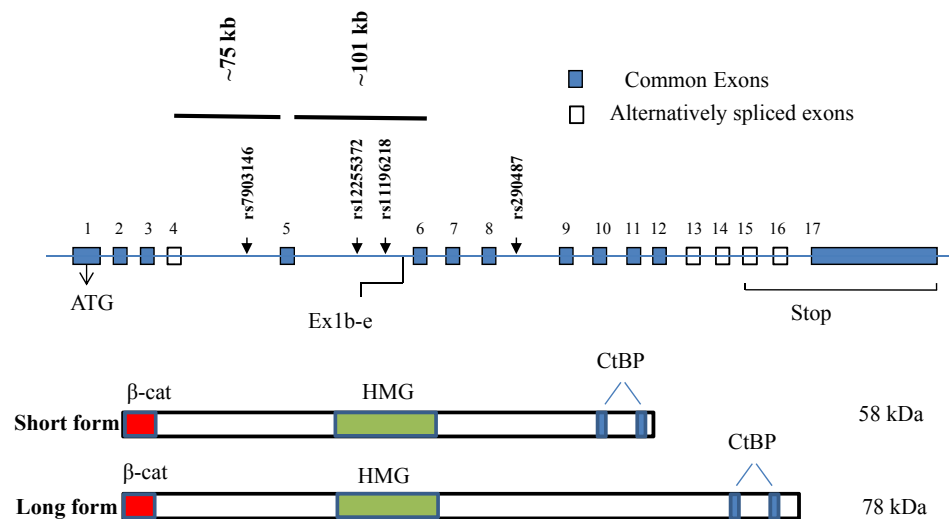 ~75 kb
~101 kb
Common Exons
Alternatively spliced exons
rs7903146
rs12255372
rs11196218
rs290487
1 2 3 4 5 6 7 8 9 10 11 12 13 14 15 16 17
ATG
Ex1b-e
Stop
CtBP
β-cat HMG
Short form 58 kDa
CtBP
β-cat HMG
Long form 78 kDa